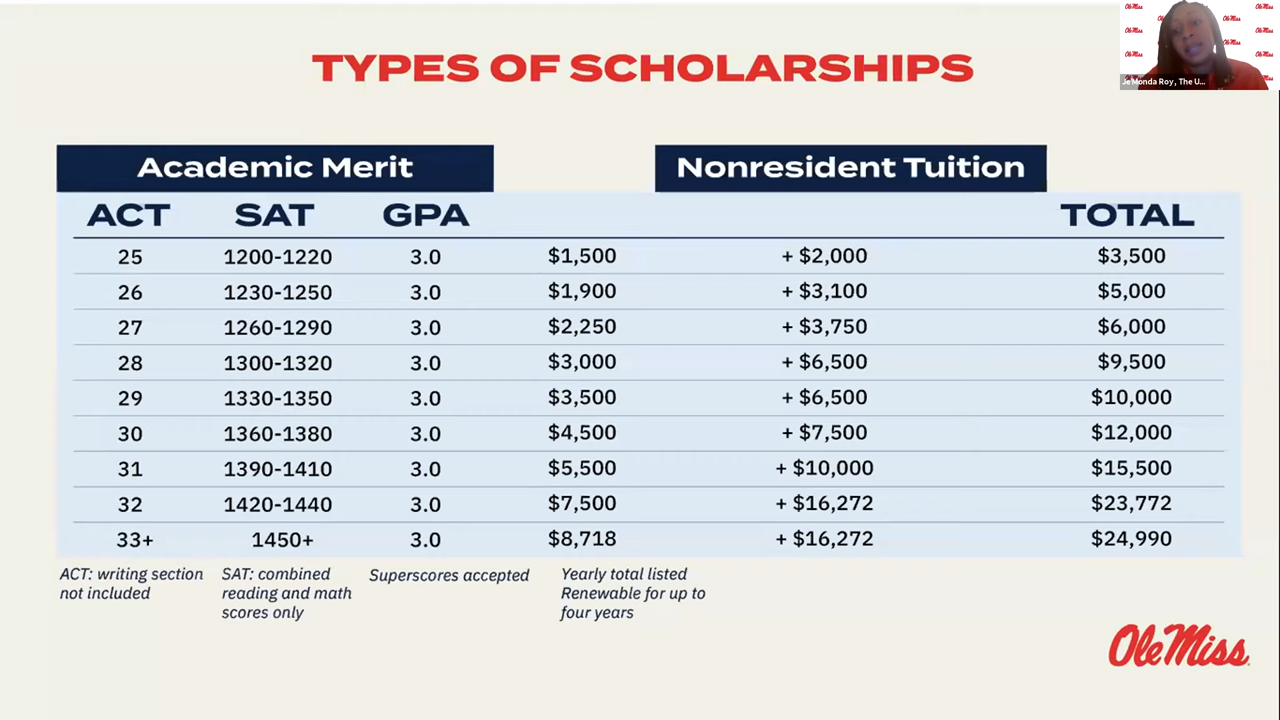 Ole Miss
JeMonda Roy, The U...
TYPES OF SCHOLARSHIPS
Academic Merit Nonresident Tuition
ACT SAT GPA TOTAL
25 1200-1220 3.0 $1,500 + $2,000 $3,500
26 1230-1250 3.0 $1,900 + $3,100 $5,000
27 1260-1290 3.0 $2,250 + $3,750 $6,000
28 1300-1320 3.0 $3,000 + $6,500 $9,500
29 1330-1350 3.0 $3,500 + $6,500 $10,000
30 1360-1380 3.0 $4,500 + $7,500 $12,000
31 1390-1410 3.0 $5,500 + $10,000 $15,500
32 1420-1440 3.0 $7,500 + $16,272 $23,772
33+ 1450+ 3.0 $8,718 + $16,272 $24,990
ACT: writing section
not included
SAT: combined
reading and math
scores only
Superscores accepted
Yearly total listed
Renewable for up to
four years
Ole Miss